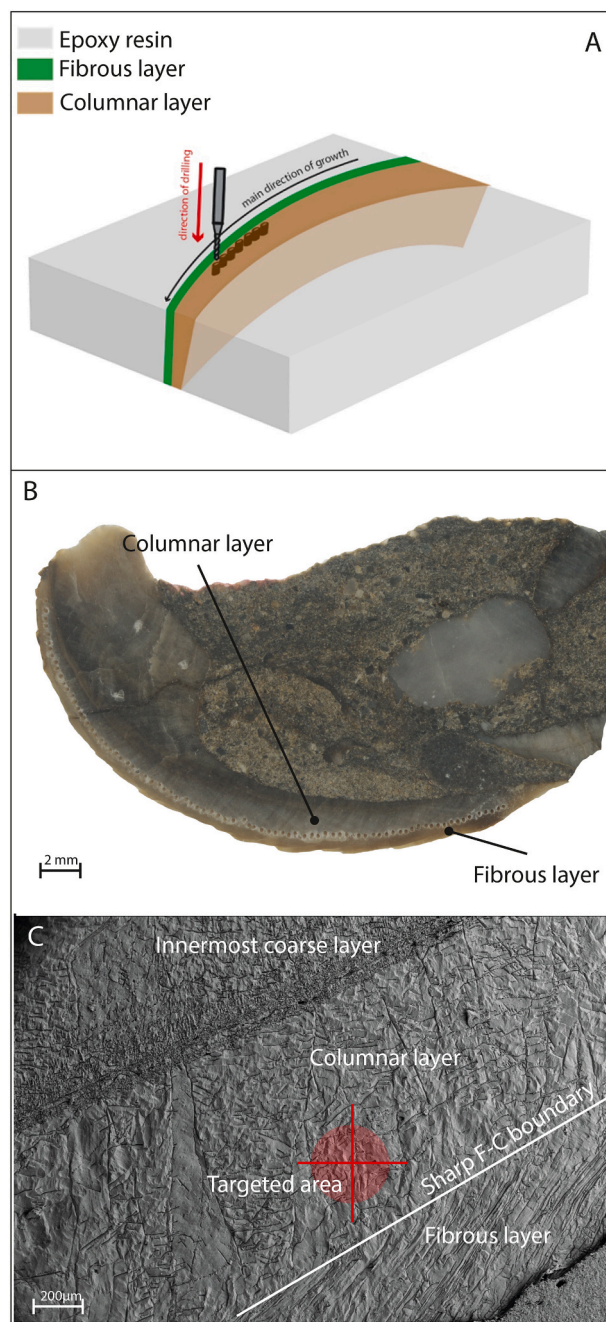 A
Epoxy resin
Fibrous layer
Columnar layer
direction of drilling
main direction of growth
B
Columnar layer
2 mm
Fibrous layer
C
Innermost coarse layer
Columnar layer
Sharp F-C boundary
Targeted area
Fibrous layer
200μm